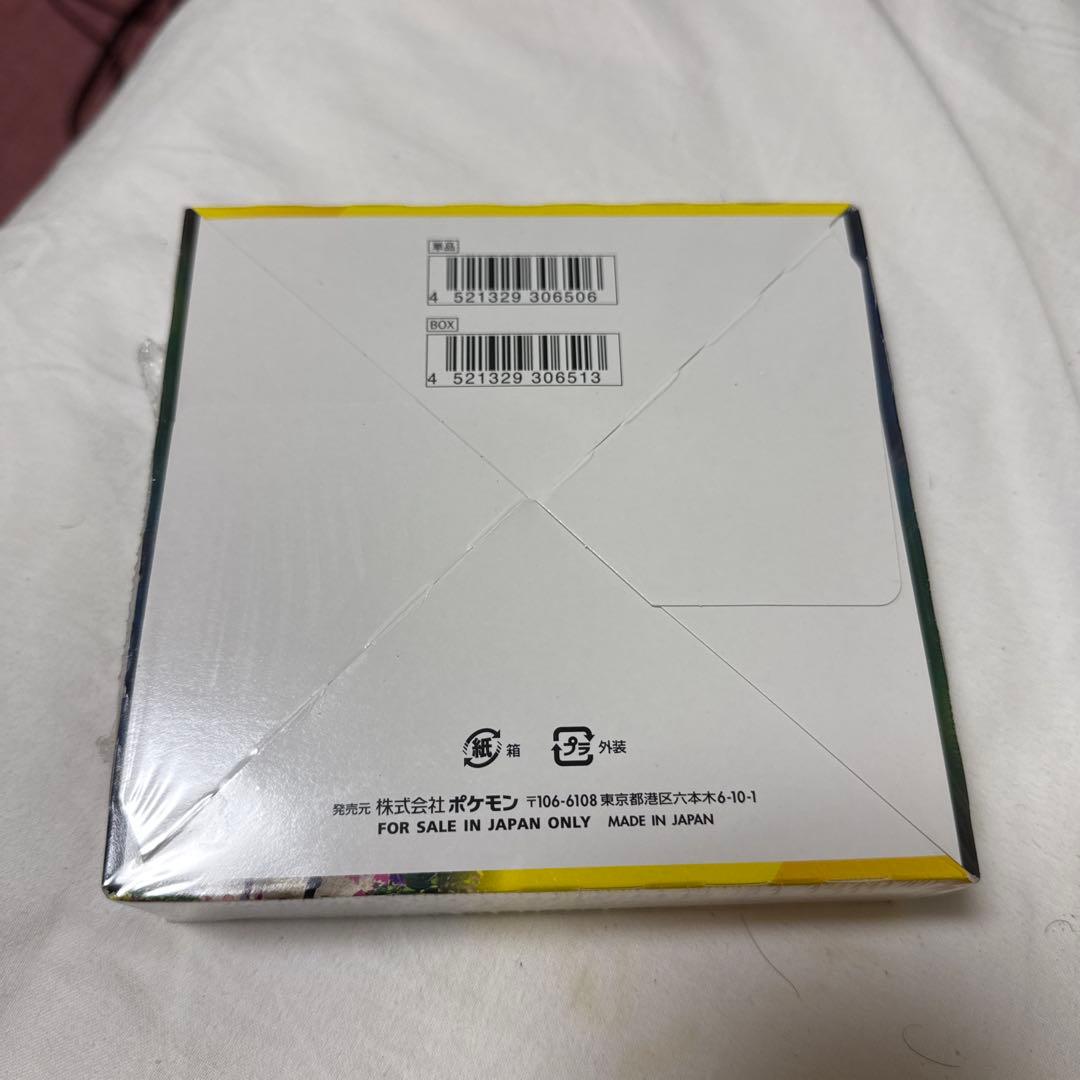 単品
4 521329 306506
BOX
4 521329 306513
紙 箱 プラ 外装
発売元 株式会社ポケモン 〒106-6108 東京都港区六本木6-10-1
FOR SALE IN JAPAN ONLY MADE IN JAPAN